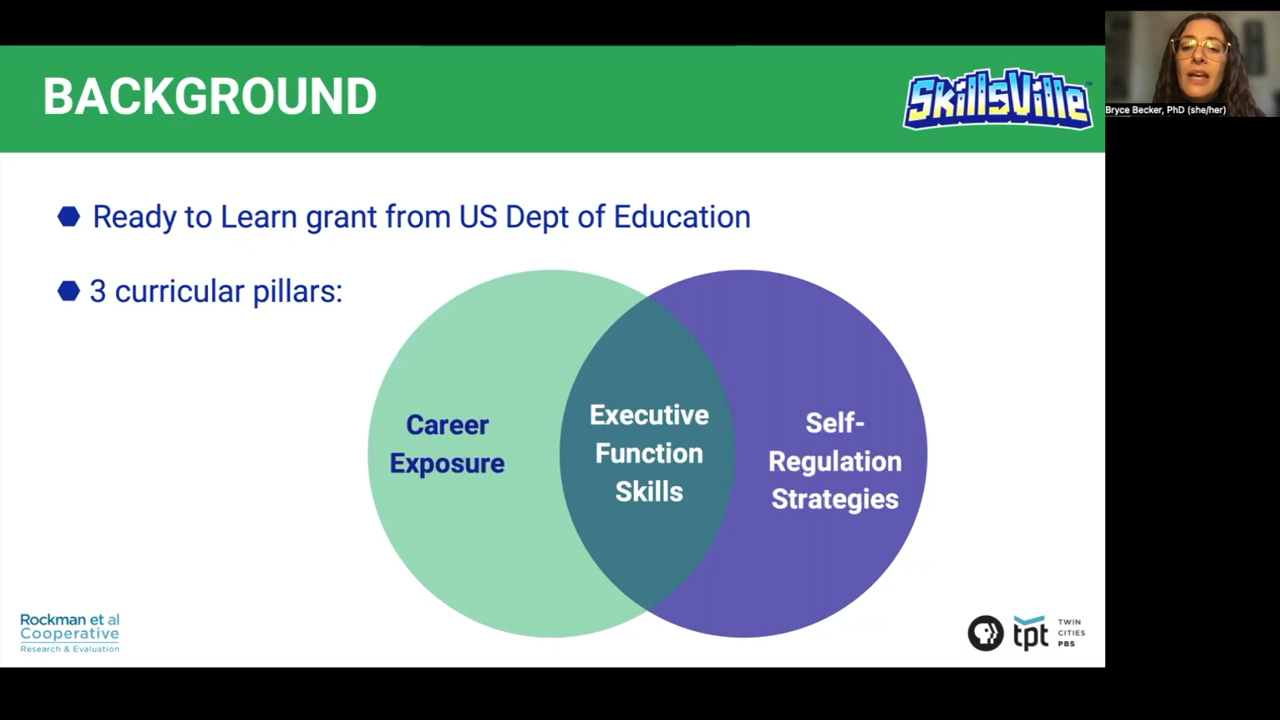 BACKGROUND
SkillsVille™
Bryce Becker, PhD (she/her)
Ready to Learn grant from US Dept of Education
3 curricular pillars:
Career
Exposure
Executive
Function
Skills
Self-
Regulation
Strategies
Rockman et al
Cooperative
Research & Evaluation
tpt
TWIN
CITIES
PBS